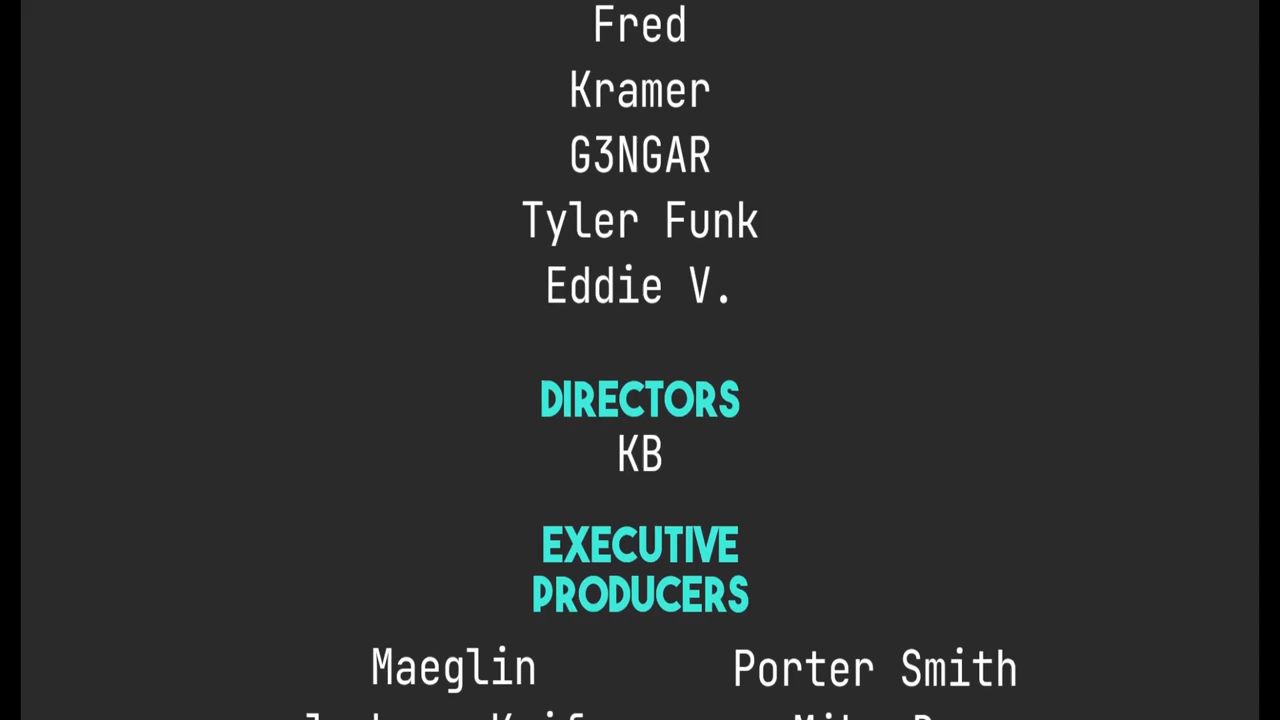 Fred
Kramer
G3NGAR
Tyler Funk
Eddie V.
DIRECTORS
KB
EXECUTIVE
PRODUCERS
Maeglin Porter Smith